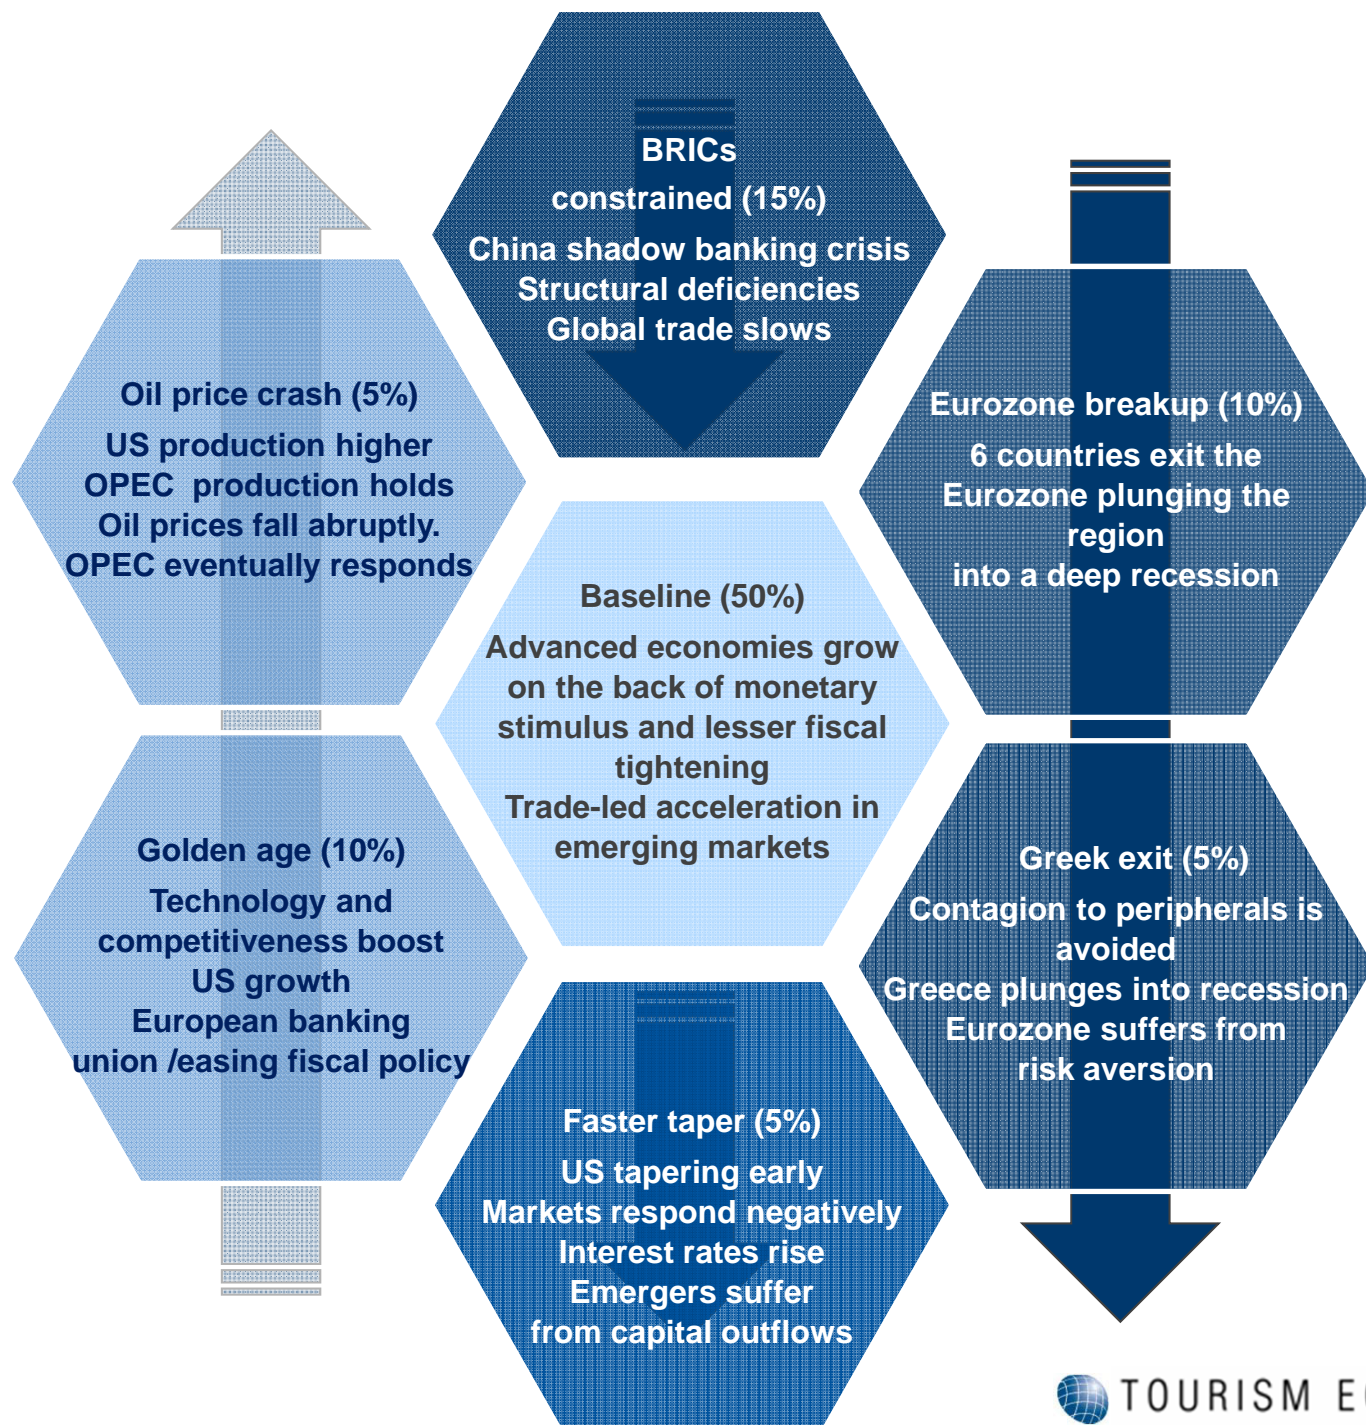 BRICs
constrained (15%)
China shadow banking crisis
Structural deficiencies
Global trade slows
Oil price crash (5%)
US production higher
OPEC production holds
Oil prices fall abruptly.
OPEC eventually responds
Eurozone breakup (10%)
6 countries exit the
Eurozone plunging the
region
into a deep recession
Baseline (50%)
Advanced economies grow
on the back of monetary
stimulus and lesser fiscal
tightening
Trade-led acceleration in
emerging markets
Golden age (10%)
Technology and
competitiveness boost
US growth
European banking
union /easing fiscal policy
Greek exit (5%)
Contagion to peripherals is
avoided
Greece plunges into recession
Eurozone suffers from
risk aversion
Faster taper (5%)
US tapering early
Markets respond negatively
Interest rates rise
Emergers suffer
from capital outflows
TOURISM